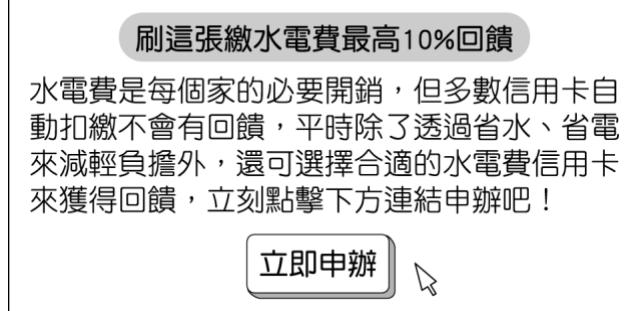 刷這張繳水電費最高10%回饋
水電費是每個家的必要開銷，但多數信用卡自
動扣繳不會有回饋，平時除了透過省水、省電
來減輕負擔外，還可選擇合適的水電費信用卡
來獲得回饋，立刻點擊下方連結申辦吧！
立即申辦